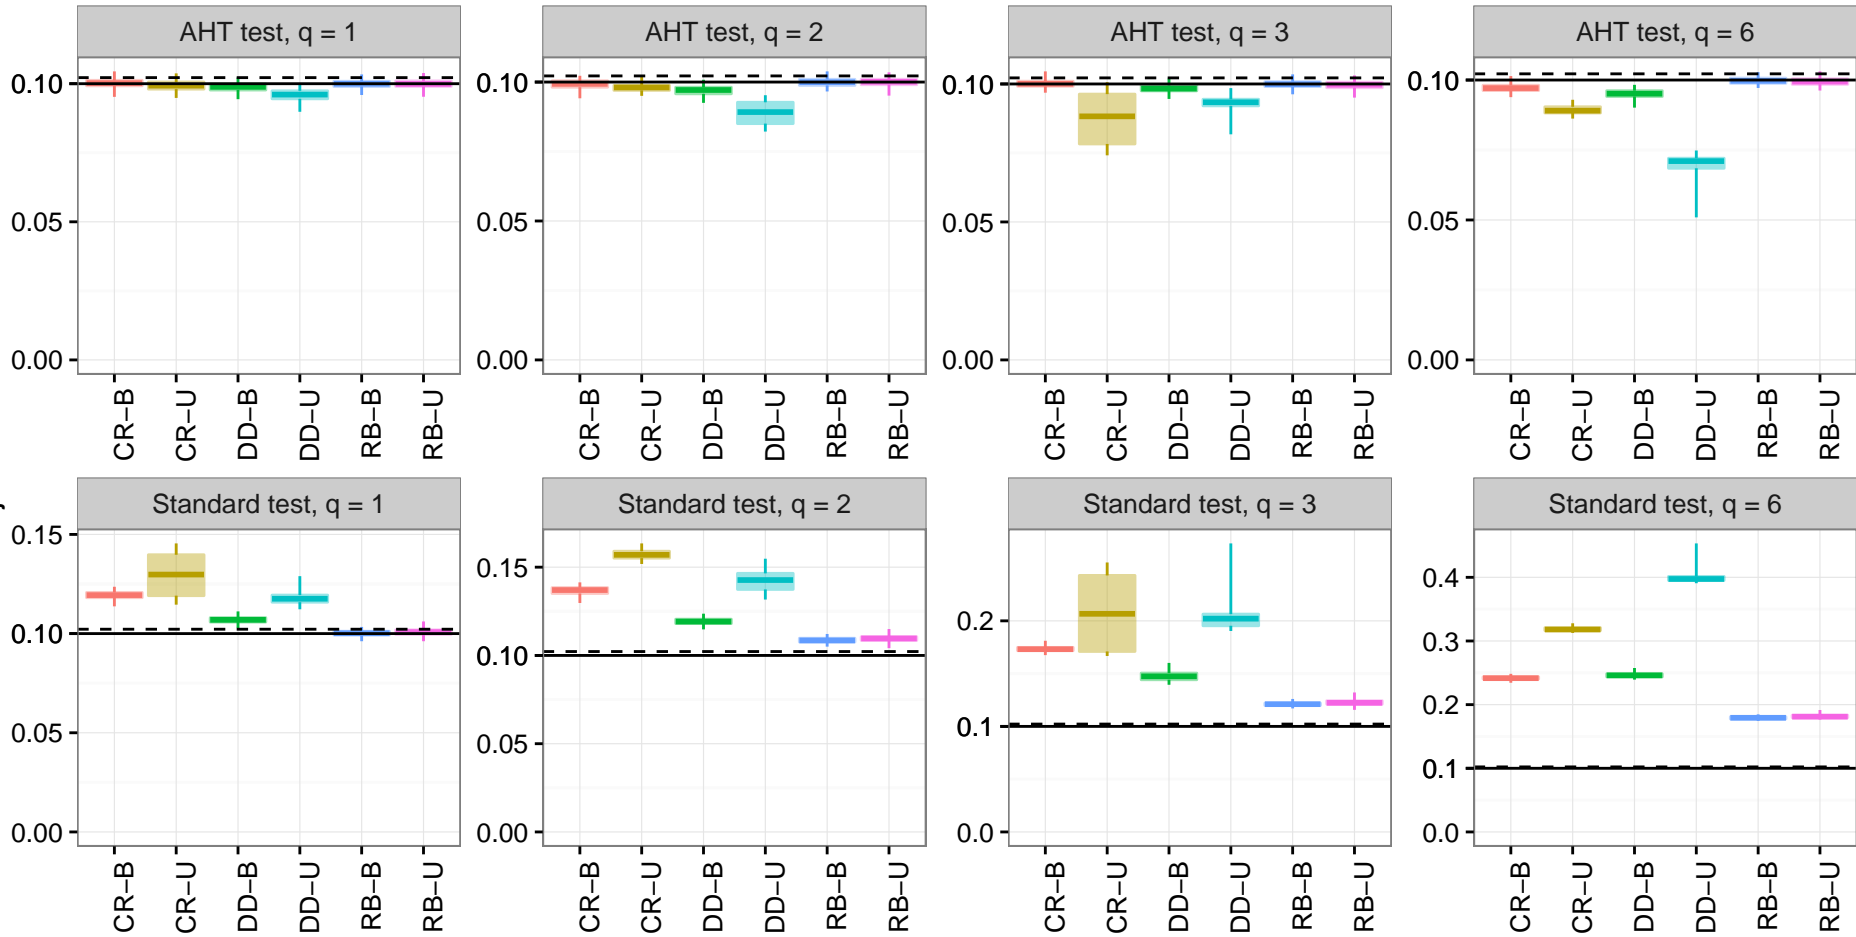 AHT test, q = 1
AHT test, q = 2
AHT test, q = 3
AHT test, q = 6
0.10
0.05
0.00
0.10
0.05
0.00
0.10
0.05
0.00
0.10
0.05
0.00
CR−B
CR−U
DD−B
DD−U
RB−B
RB−U
CR−B
CR−U
DD−B
DD−U
RB−B
RB−U
CR−B
CR−U
DD−B
DD−U
RB−B
RB−U
CR−B
CR−U
DD−B
DD−U
RB−B
RB−U
Standard test, q = 1
Standard test, q = 2
Standard test, q = 3
Standard test, q = 6
0.15
0.10
0.05
0.00
0.15
0.10
0.05
0.00
0.2
0.1
0.0
0.4
0.3
0.2
0.1
0.0
CR−B
CR−U
DD−B
DD−U
RB−B
RB−U
CR−B
CR−U
DD−B
DD−U
RB−B
RB−U
CR−B
CR−U
DD−B
DD−U
RB−B
RB−U
CR−B
CR−U
DD−B
DD−U
RB−B
RB−U